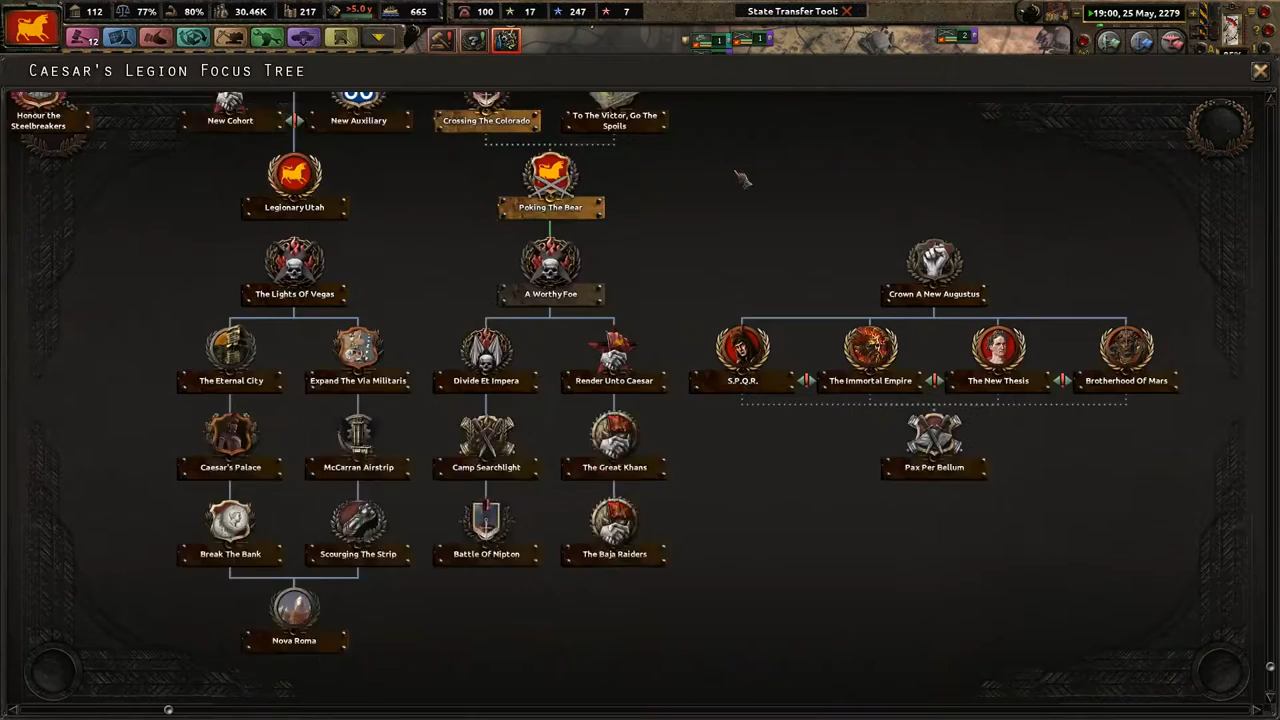 112
77%
80%
30.46K
217
>5.0 y
665
100
17
247
7
State Transfer Tool:
19:00, 25 May, 2279
12
1
1
2
CAESAR'S LEGION FOCUS TREE
Honour the
Steelbreakers
New Cohort
New Auxiliary
Crossing The Colorado
To The Victor, Go The
Spoils
Legionary Utah
Poking The Bear
The Lights Of Vegas
A Worthy Foe
Crown A New Augustus
The Eternal City
Expand The Via Militaris
Divide Et Impera
Render Unto Caesar
S.P.Q.R.
The Immortal Empire
The New Thesis
Brotherhood Of Mars
Caesar's Palace
McCarran Airstrip
Camp Searchlight
The Great Khans
Pax Per Bellum
Break The Bank
Scourging The Strip
Battle Of Nipton
The Baja Raiders
Nova Roma